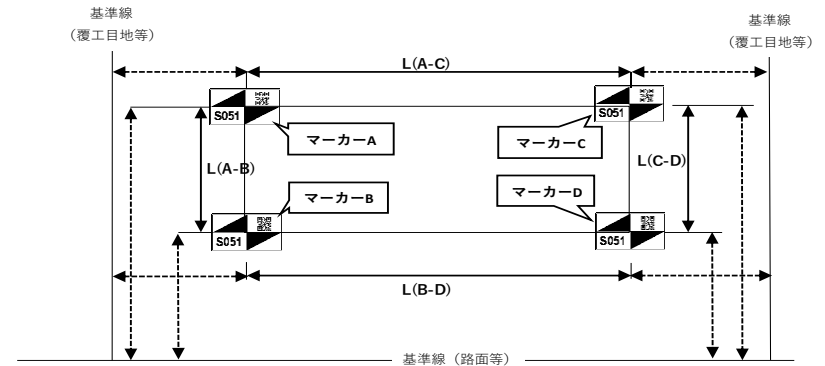 基準線
（覆工目地等）
基準線
（覆工目地等）
L(A-C)
S051
S051
マーカーA
マーカーC
L(A-B)
L(C-D)
マーカーB
マーカーD
S051
S051
L(B-D)
基準線（路面等）